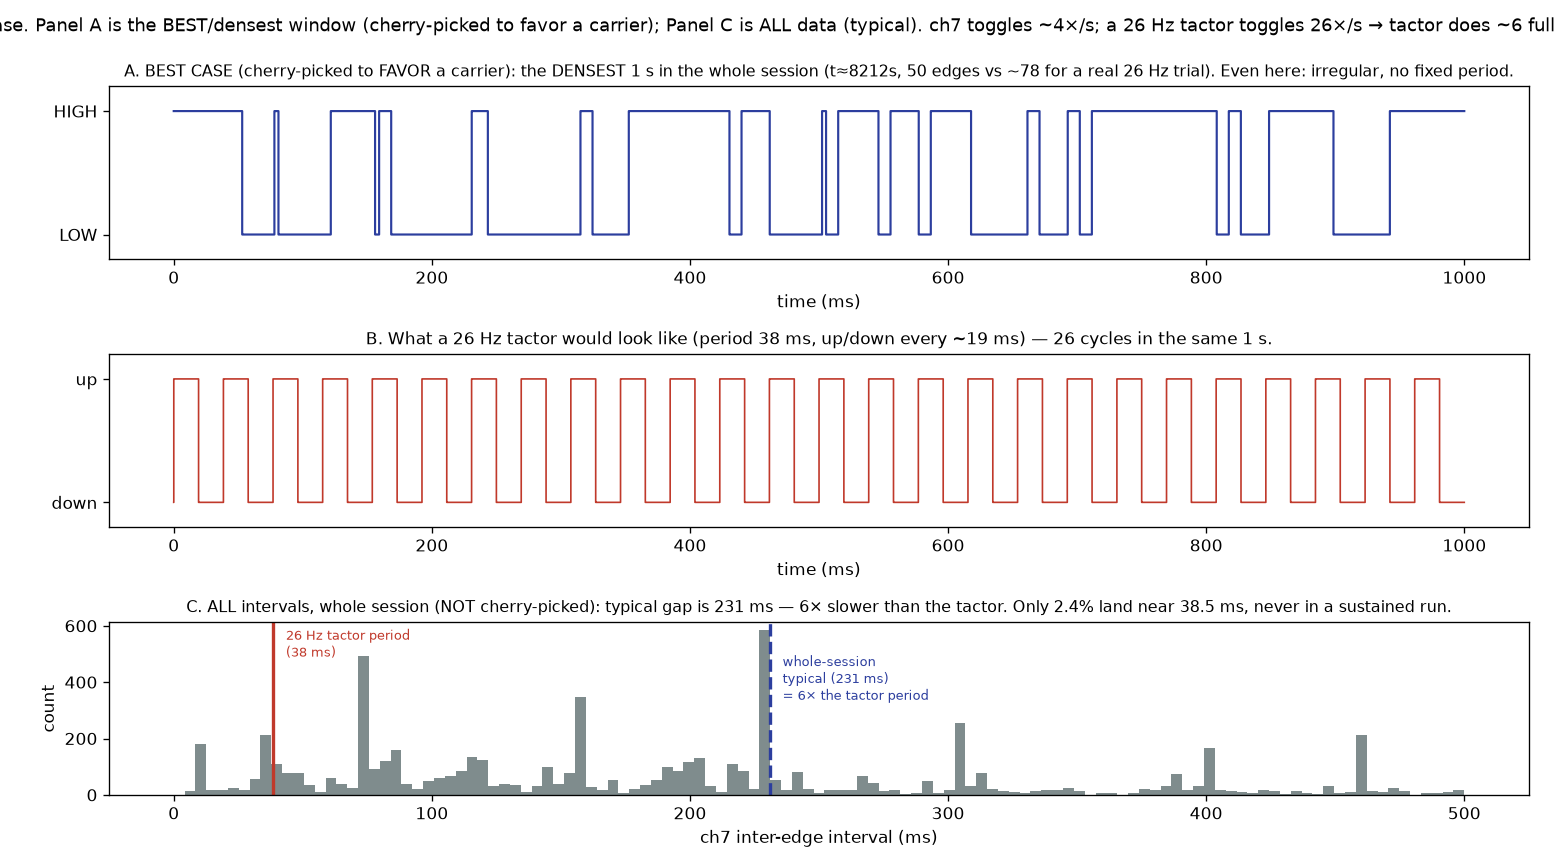 ase. Panel A is the BEST/densest window (cherry-picked to favor a carrier); Panel C is ALL data (typical). ch7 toggles ~4×/s; a 26 Hz tactor toggles 26×/s → tactor does ~6 full
A. BEST CASE (cherry-picked to FAVOR a carrier): the DENSEST 1 s in the whole session (t≈8212s, 50 edges vs ~78 for a real 26 Hz trial). Even here: irregular, no fixed period.
HIGH
LOW
0 200 400 600 800 1000
time (ms)
B. What a 26 Hz tactor would look like (period 38 ms, up/down every ~19 ms) — 26 cycles in the same 1 s.
up
down
0 200 400 600 800 1000
time (ms)
C. ALL intervals, whole session (NOT cherry-picked): typical gap is 231 ms — 6× slower than the tactor. Only 2.4% land near 38.5 ms, never in a sustained run.
600
400
200
0
count
26 Hz tactor period
(38 ms)
whole-session
typical (231 ms)
= 6× the tactor period
0 100 200 300 400 500
ch7 inter-edge interval (ms)